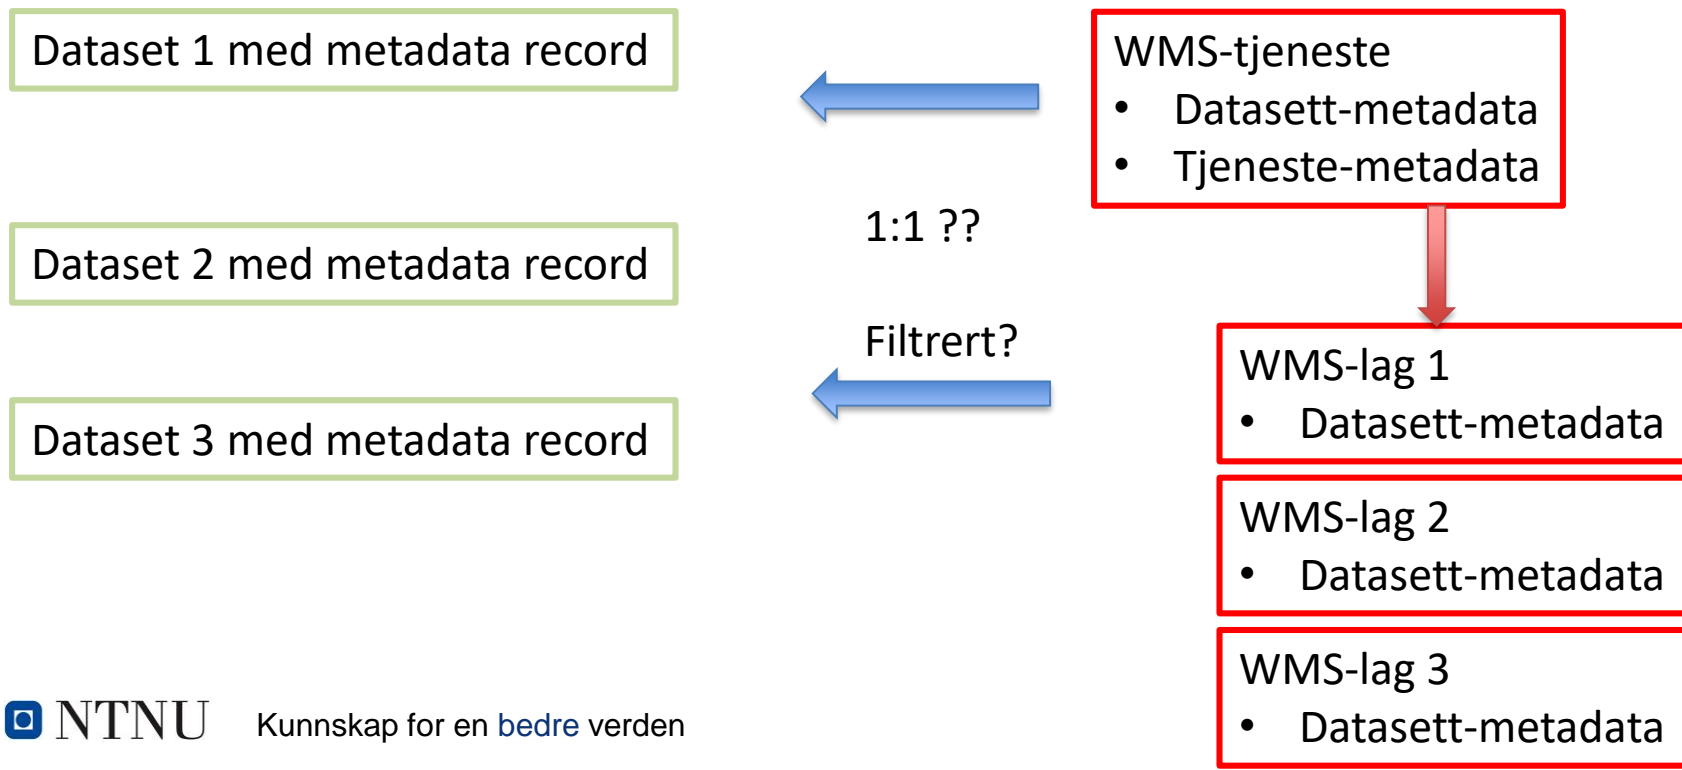 Dataset 1 med metadata record
Dataset 2 med metadata record
Dataset 3 med metadata record
1:1 ??
Filtrert?
WMS-tjeneste
• Datasett-metadata
• Tjeneste-metadata
WMS-lag 1
• Datasett-metadata
WMS-lag 2
• Datasett-metadata
WMS-lag 3
• Datasett-metadata
NTNU Kunnskap for en bedre verden